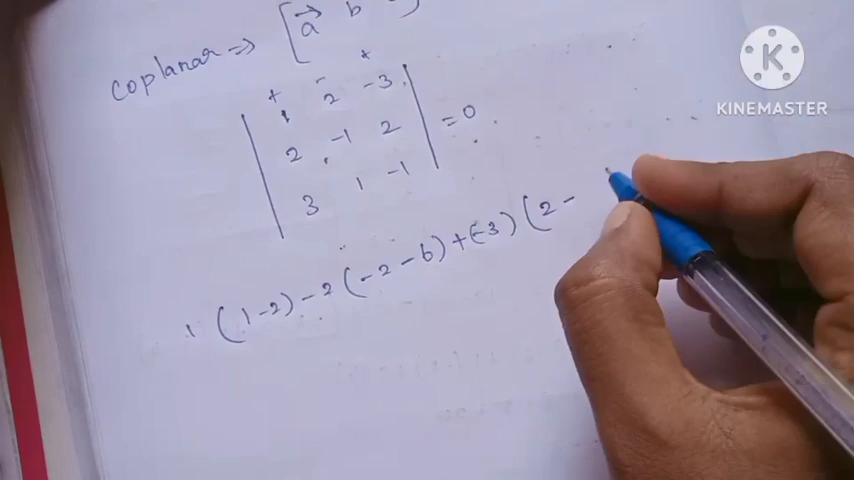 coplanar ⇒ [a⃗ b
+ - +
1 2 -3
2 -1 2 = 0
3 1 -1
1 (1-2) -2 (-2-6) + (-3) (2-
K
KINEMASTER